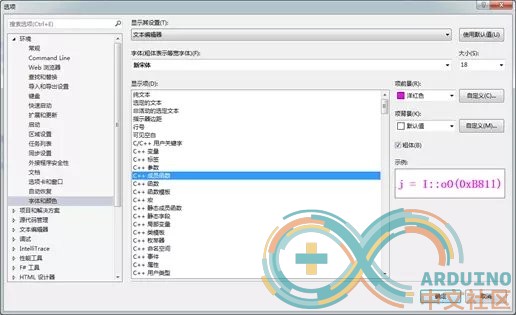 选项
搜索选项(Ctrl+E)
环境
常规
Command Line
Web 浏览器
查找和替换
导入和导出设置
键盘
快速启动
扩展和更新
启动
区域设置
任务列表
同步设置
外接程序安全性
文档
选项卡和窗口
自动恢复
字体和颜色
项目和解决方案
源代码管理
文本编辑器
调试
IntelliTrace
性能工具
F# 工具
HTML 设计器
显示其设置(T):
文本编辑器
使用默认值(U)
字体(粗体表示等宽字体)(F):
大小(S):
新宋体
18
显示项(D):
纯文本
选定的文本
非活动的选定文本
指示器边距
行号
可见空白
C/C++ 用户关键字
C++ 变量
C++ 标签
C++ 参数
C++ 成员函数
C++ 函数
C++ 函数模板
C++ 宏
C++ 静态成员函数
C++ 静态字段
C++ 局部变量
C++ 类模板
C++ 枚举器
C++ 命名空间
C++ 事件
C++ 属性
C++ 用户类型
项前景(R):
洋红色
自定义(C)...
项背景(K):
默认值
自定义(M)...
粗体(B)
示例:
j = I::oO(0xB811)
ARDUINO
中文社区
确定
取消